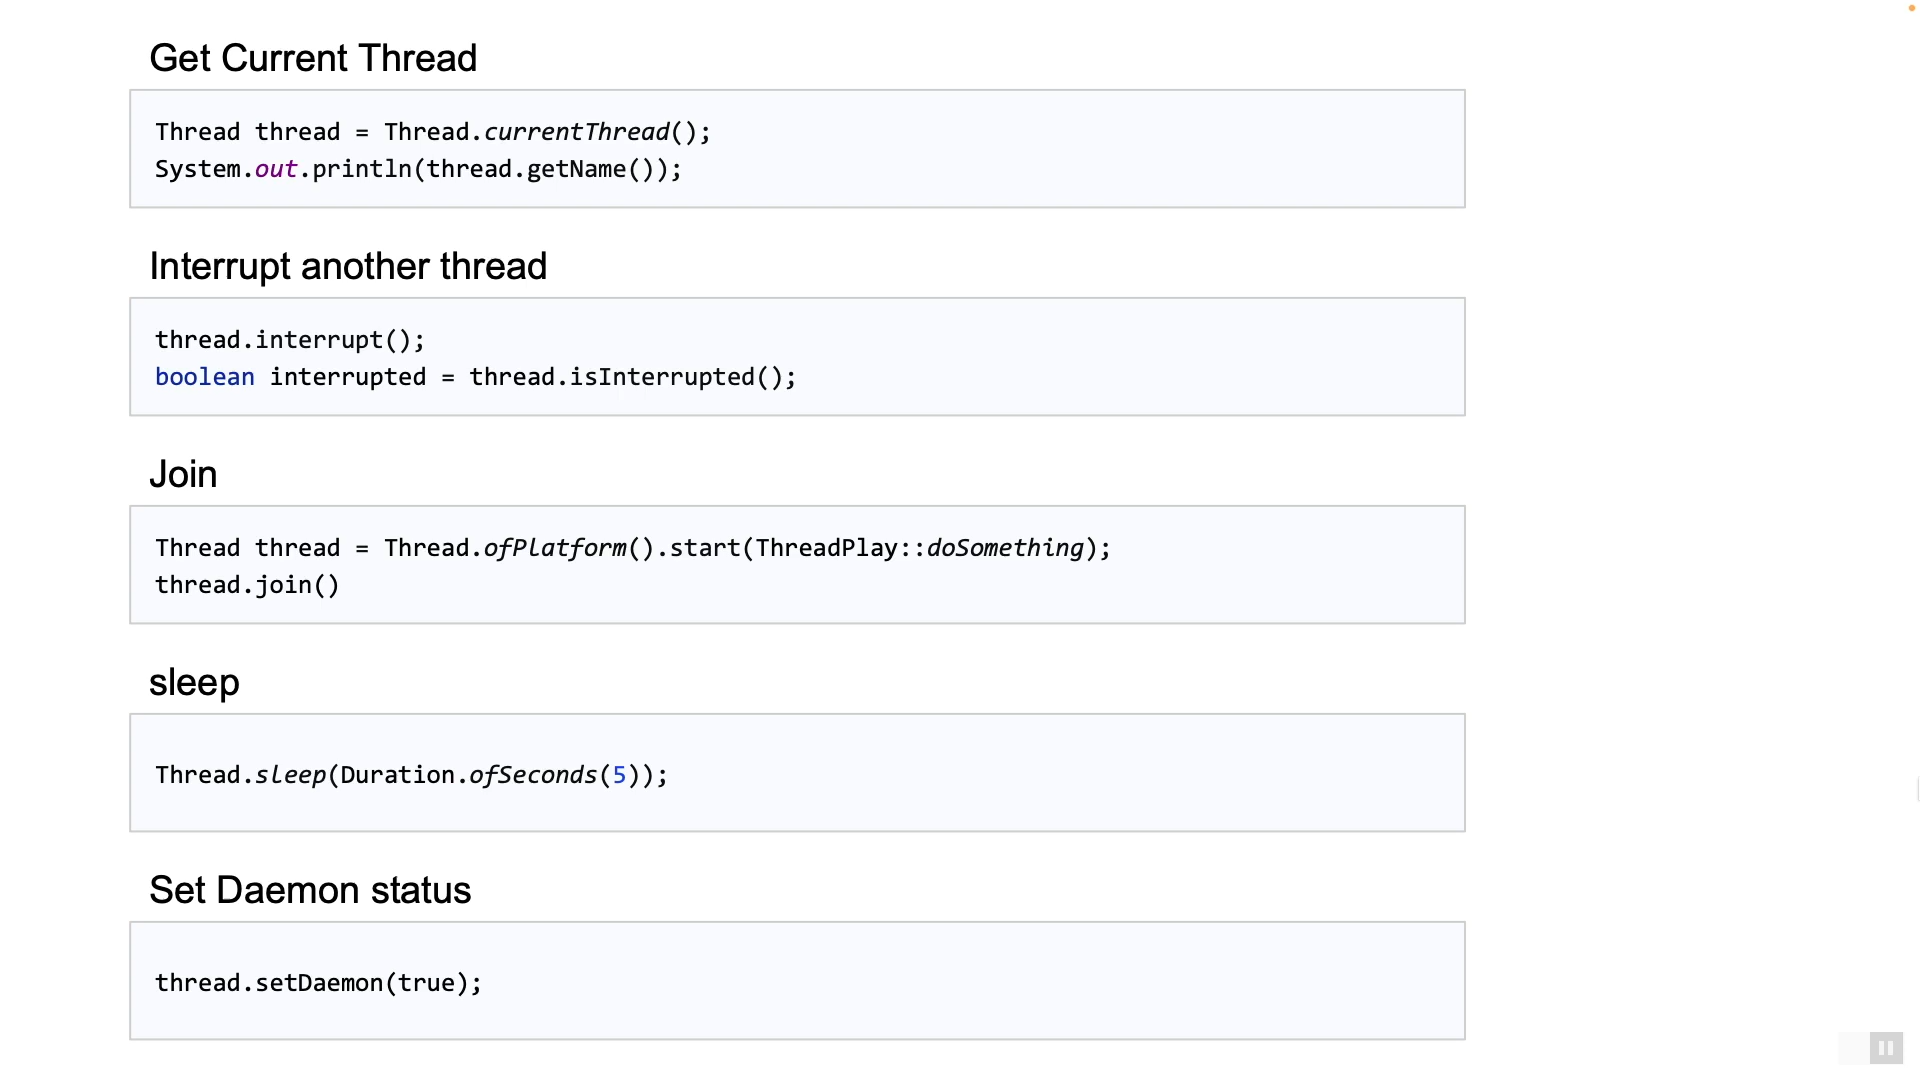 Get Current Thread
Thread thread = Thread.currentThread();
System.out.println(thread.getName());
Interrupt another thread
thread.interrupt();
boolean interrupted = thread.isInterrupted();
Join
Thread thread = Thread.ofPlatform().start(ThreadPlay::doSomething);
thread.join()
sleep
Thread.sleep(Duration.ofSeconds(5));
Set Daemon status
thread.setDaemon(true);